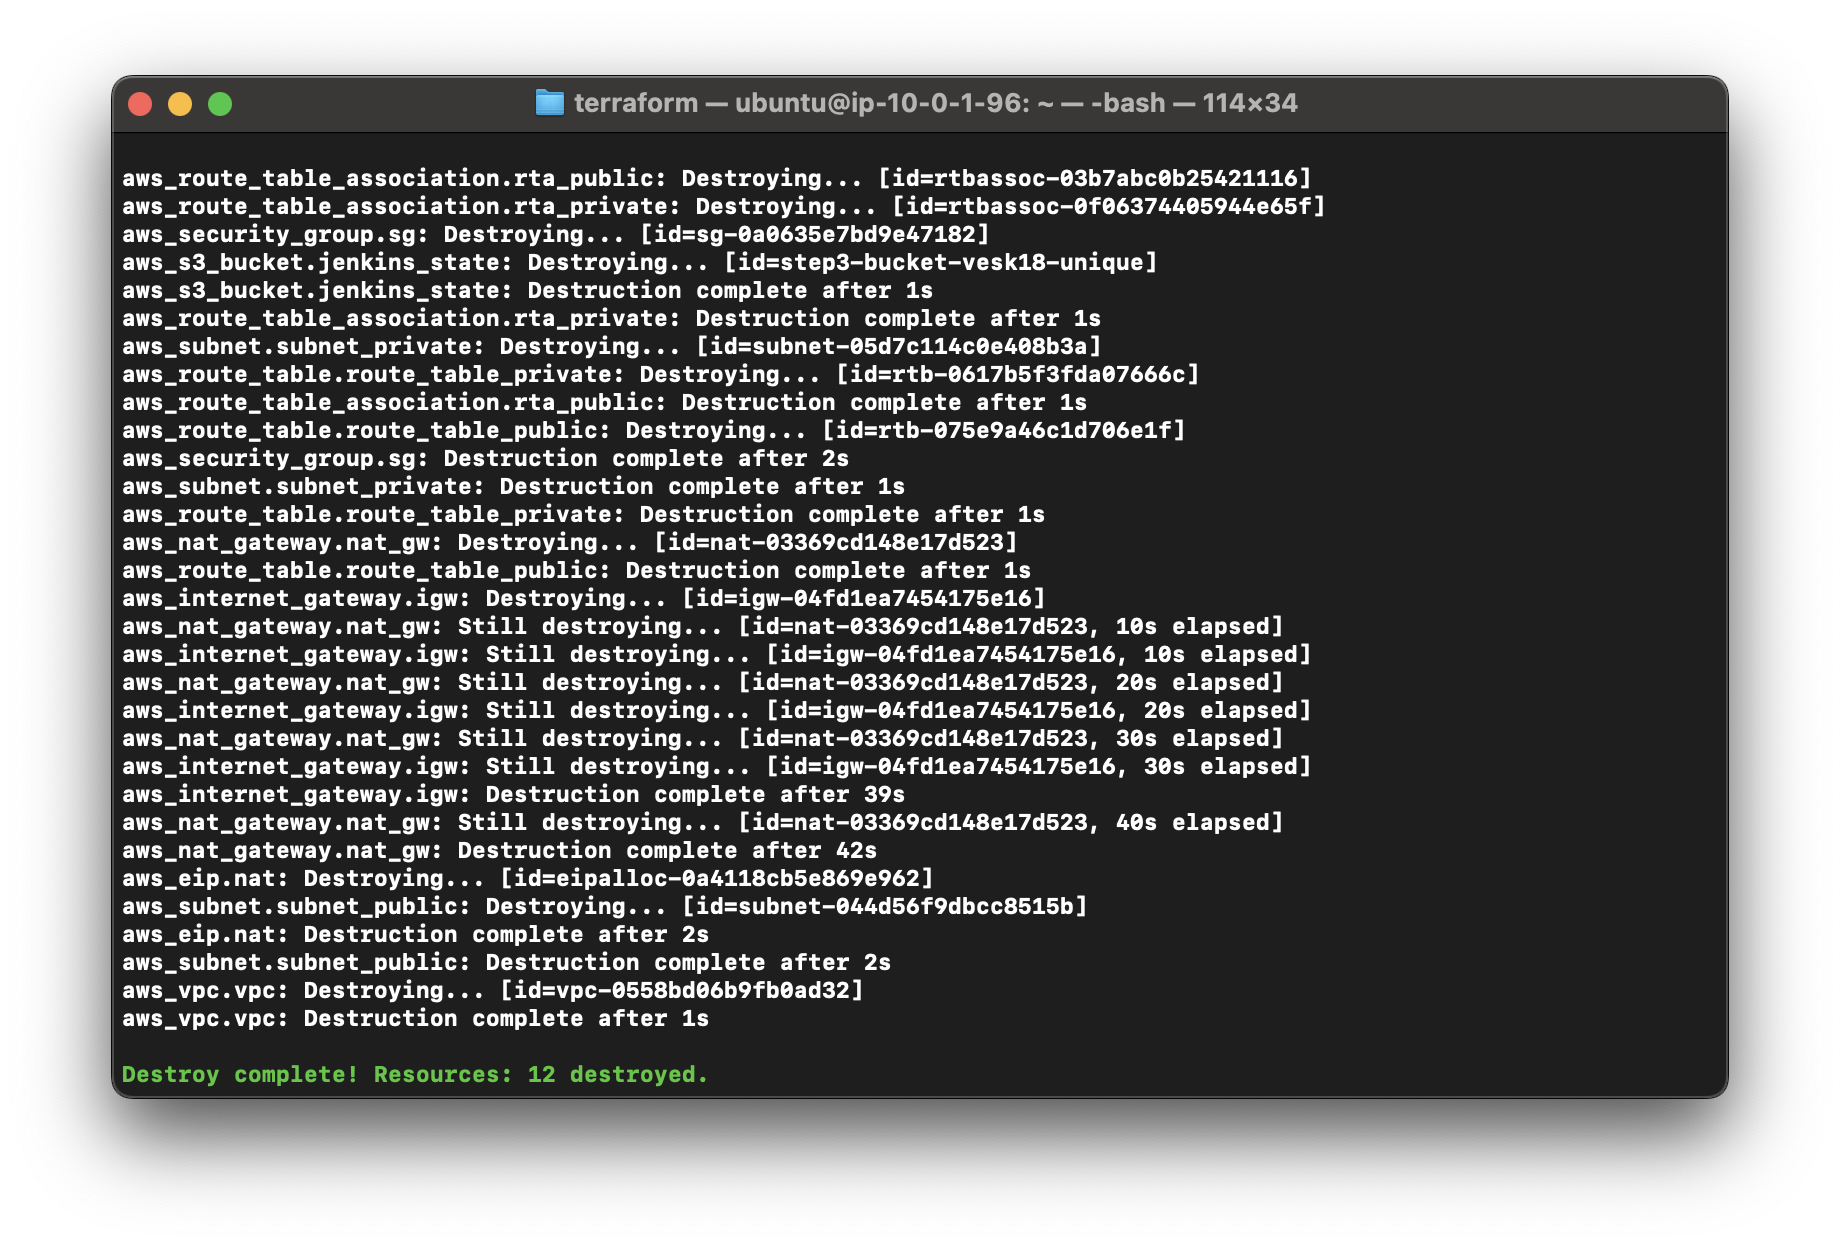 terraform — ubuntu@ip-10-0-1-96: ~ — -bash — 114×34
aws_route_table_association.rta_public: Destroying... [id=rtbassoc-03b7abc0b25421116]
aws_route_table_association.rta_private: Destroying... [id=rtbassoc-0f06374405944e65f]
aws_security_group.sg: Destroying... [id=sg-0a0635e7bd9e47182]
aws_s3_bucket.jenkins_state: Destroying... [id=step3-bucket-vesk18-unique]
aws_s3_bucket.jenkins_state: Destruction complete after 1s
aws_route_table_association.rta_private: Destruction complete after 1s
aws_subnet.subnet_private: Destroying... [id=subnet-05d7c114c0e408b3a]
aws_route_table.route_table_private: Destroying... [id=rtb-0617b5f3fda07666c]
aws_route_table_association.rta_public: Destruction complete after 1s
aws_route_table.route_table_public: Destroying... [id=rtb-075e9a46c1d706e1f]
aws_security_group.sg: Destruction complete after 2s
aws_subnet.subnet_private: Destruction complete after 1s
aws_route_table.route_table_private: Destruction complete after 1s
aws_nat_gateway.nat_gw: Destroying... [id=nat-03369cd148e17d523]
aws_route_table.route_table_public: Destruction complete after 1s
aws_internet_gateway.igw: Destroying... [id=igw-04fd1ea7454175e16]
aws_nat_gateway.nat_gw: Still destroying... [id=nat-03369cd148e17d523, 10s elapsed]
aws_internet_gateway.igw: Still destroying... [id=igw-04fd1ea7454175e16, 10s elapsed]
aws_nat_gateway.nat_gw: Still destroying... [id=nat-03369cd148e17d523, 20s elapsed]
aws_internet_gateway.igw: Still destroying... [id=igw-04fd1ea7454175e16, 20s elapsed]
aws_nat_gateway.nat_gw: Still destroying... [id=nat-03369cd148e17d523, 30s elapsed]
aws_internet_gateway.igw: Still destroying... [id=igw-04fd1ea7454175e16, 30s elapsed]
aws_internet_gateway.igw: Destruction complete after 39s
aws_nat_gateway.nat_gw: Still destroying... [id=nat-03369cd148e17d523, 40s elapsed]
aws_nat_gateway.nat_gw: Destruction complete after 42s
aws_eip.nat: Destroying... [id=eipalloc-0a4118cb5e869e962]
aws_subnet.subnet_public: Destroying... [id=subnet-044d56f9dbcc8515b]
aws_eip.nat: Destruction complete after 2s
aws_subnet.subnet_public: Destruction complete after 2s
aws_vpc.vpc: Destroying... [id=vpc-0558bd06b9fb0ad32]
aws_vpc.vpc: Destruction complete after 1s
Destroy complete! Resources: 12 destroyed.